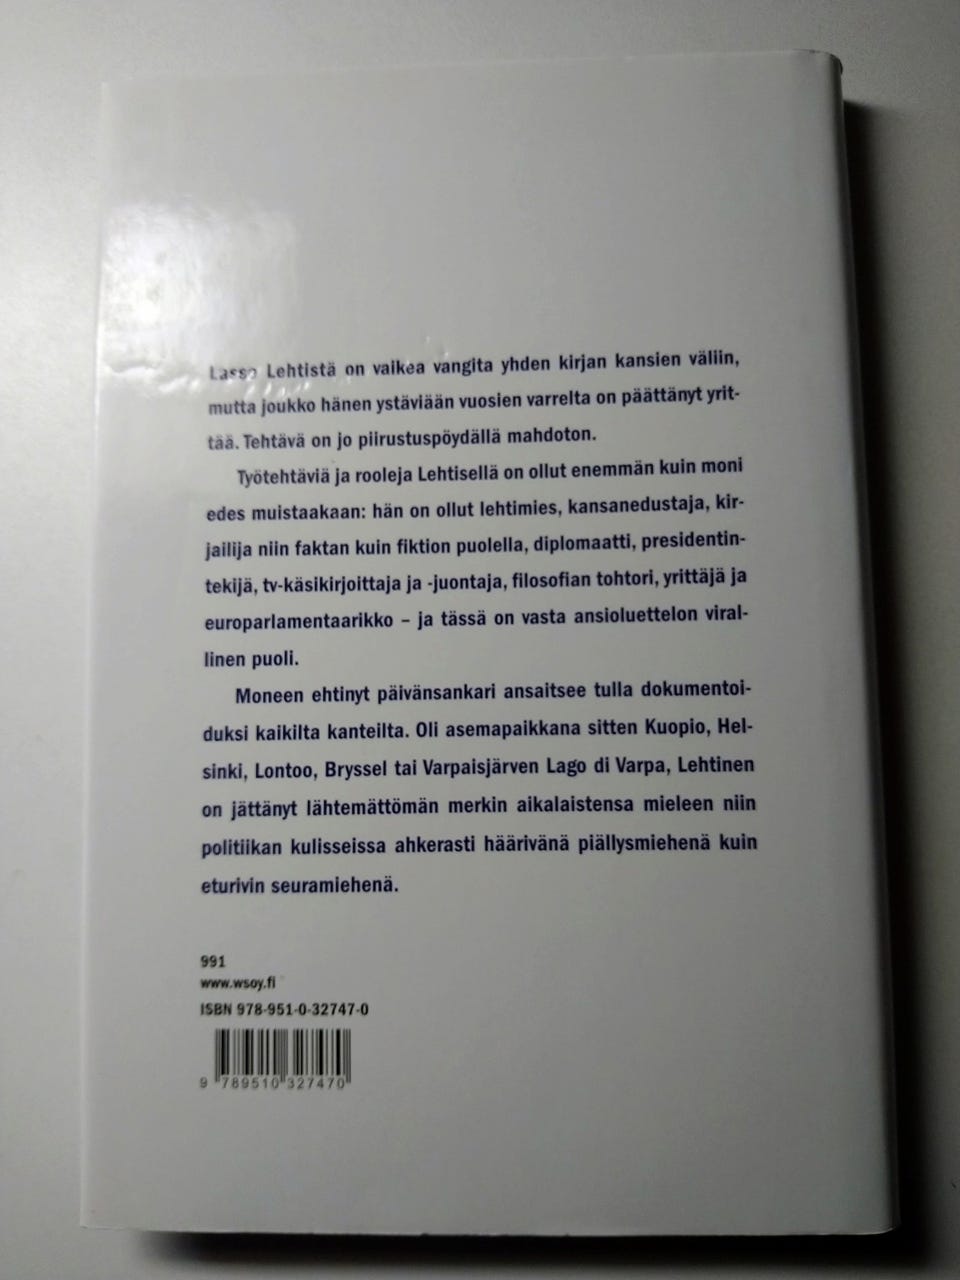 Lasse Lehtistä on vaikea vangita yhden kirjan kansien väliin,
mutta joukko hänen ystäviään vuosien varrelta on päättänyt yrit-
tää. Tehtävä on jo piirustuspöydällä mahdoton.
Työtehtäviä ja rooleja Lehtisellä on ollut enemmän kuin moni
edes muistaakaan: hän on ollut lehtimies, kansanedustaja, kir-
jailija niin faktan kuin fiktion puolella, diplomaatti, presidentin-
tekijä, tv-käsikirjoittaja ja -juontaja, filosofian tohtori, yrittäjä ja
europarlamentaarikko – ja tässä on vasta ansioluettelon viral-
linen puoli.
Moneen ehtinyt päivänsankari ansaitsee tulla dokumentoi-
duksi kaikilta kanteilta. Oli asemapaikkana sitten Kuopio, Hel-
sinki, Lontoo, Bryssel tai Varpaisjärven Lago di Varpa, Lehtinen
on jättänyt lähtemättömän merkin aikalaistensa mieleen niin
politiikan kulisseissa ahkerasti häärivänä piällysmiehenä kuin
eturivin seuramiehenä.
991
www.wsoy.fi
ISBN 978-951-0-32747-0
9 789510 327470